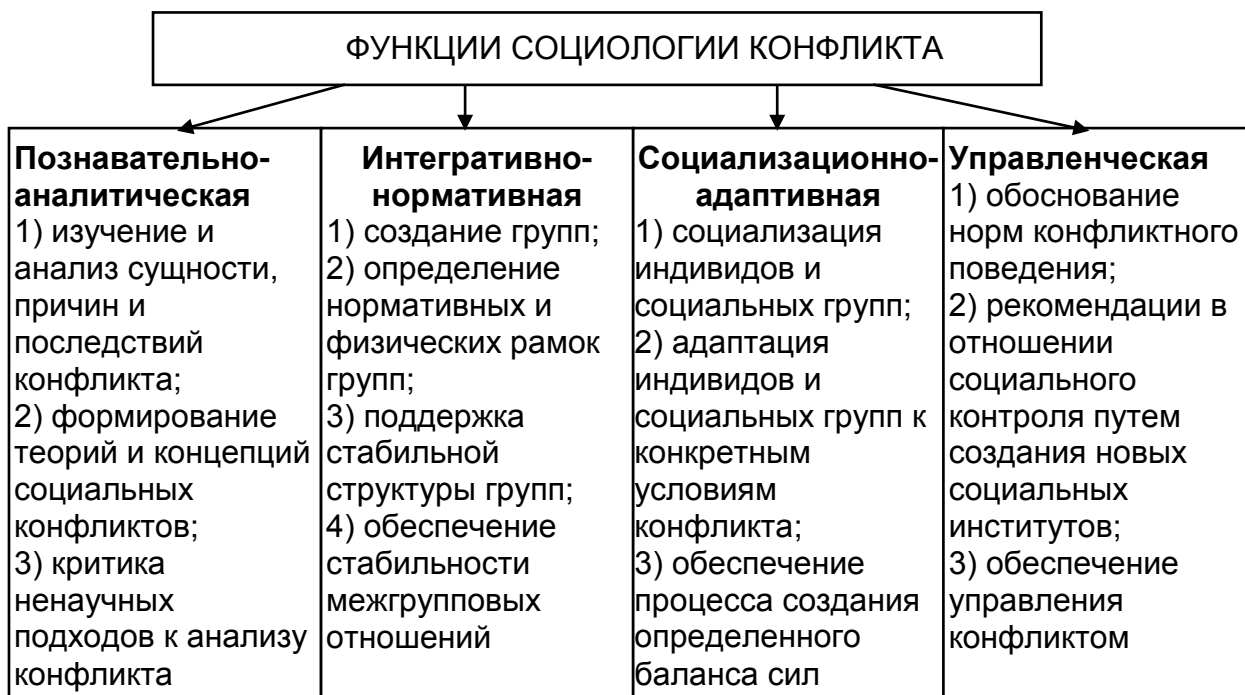 ФУНКЦИИ СОЦИОЛОГИИ КОНФЛИКТА
Познавательно-
аналитическая
1) изучение и
анализ сущности,
причин и
последствий
конфликта;
2) формирование
теорий и концепций
социальных
конфликтов;
3) критика
ненаучных
подходов к анализу
конфликта
Интегративно-
нормативная
1) создание групп;
2) определение
нормативных и
физических рамок
групп;
3) поддержка
стабильной
структуры групп;
4) обеспечение
стабильности
межгрупповых
отношений
Социализационно-
адаптивная
1) социализация
индивидов и
социальных групп;
2) адаптация
индивидов и
социальных групп к
конкретным
условиям
конфликта;
3) обеспечение
процесса создания
определенного
баланса сил
Управленческая
1) обоснование
норм конфликтного
поведения;
2) рекомендации в
отношении
социального
контроля путем
создания новых
социальных
институтов;
3) обеспечение
управления
конфликтом